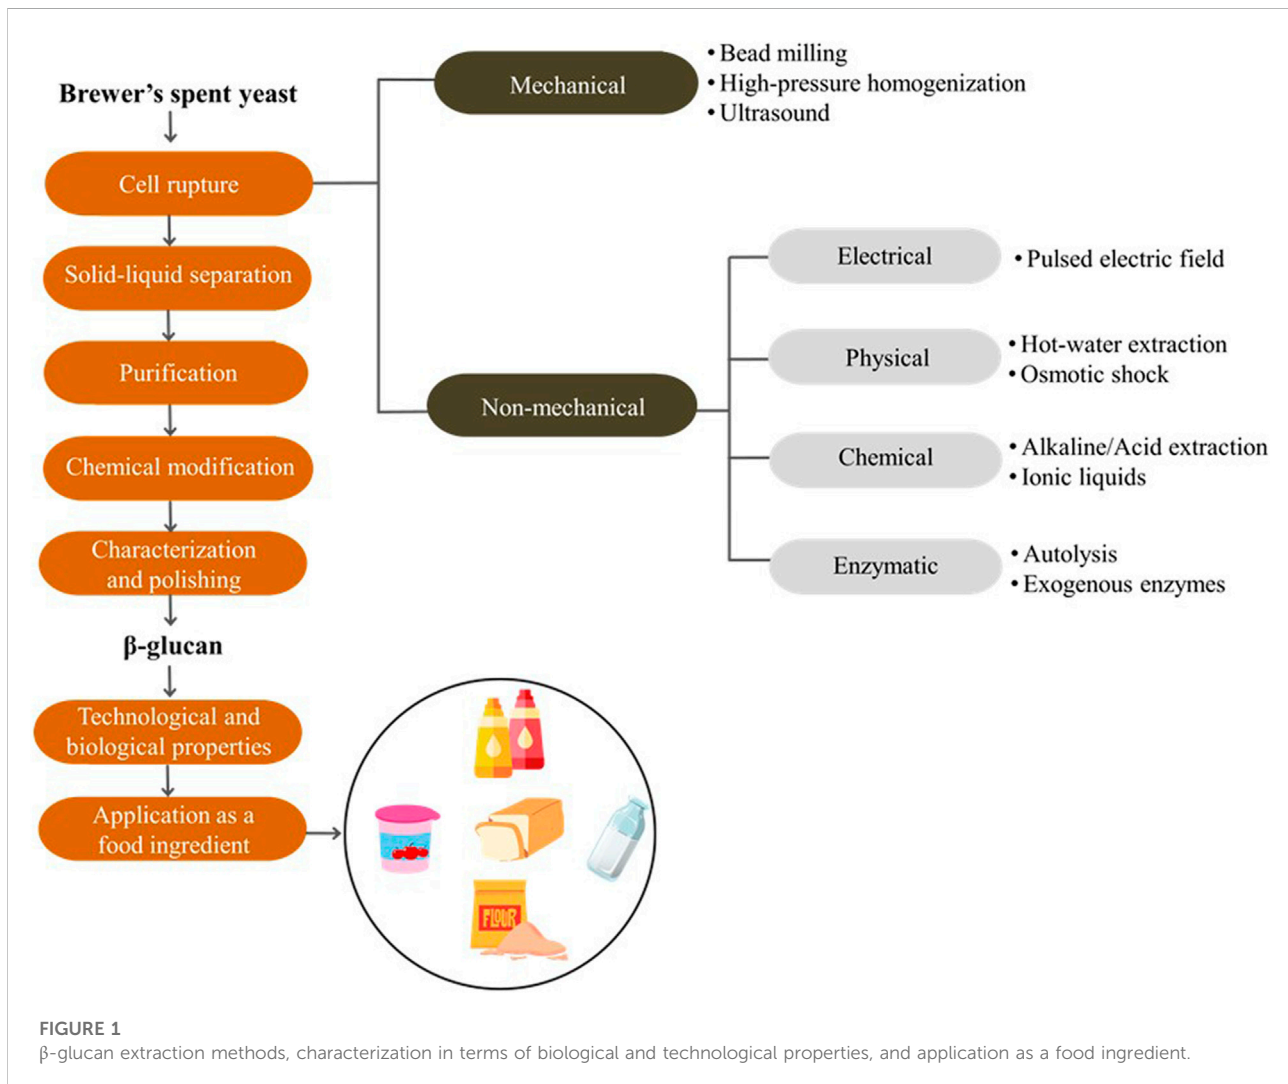 Brewer’s spent yeast
Cell rupture
Solid-liquid separation
Purification
Chemical modification
Characterization
and polishing
β-glucan
Technological and
biological properties
Application as a
food ingredient
Mechanical
• Bead milling
• High-pressure homogenization
• Ultrasound
Non-mechanical
Electrical
• Pulsed electric field
Physical
• Hot-water extraction
• Osmotic shock
Chemical
• Alkaline/Acid extraction
• Ionic liquids
Enzymatic
• Autolysis
• Exogenous enzymes
FLOUR
FIGURE 1
β-glucan extraction methods, characterization in terms of biological and technological properties, and application as a food ingredient.